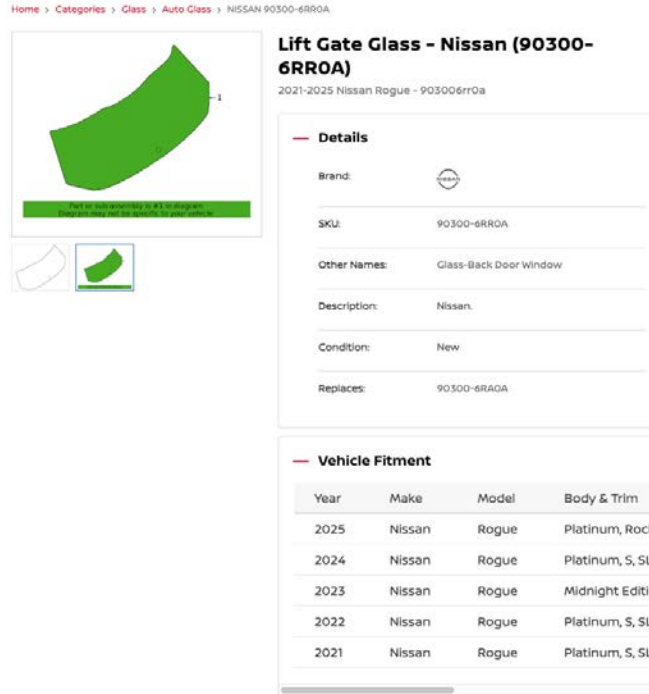 Home > Categories > Glass > Auto Glass > NISSAN 90300-6RR0A
Lift Gate Glass - Nissan (90300-
6RR0A)
2021-2025 Nissan Rogue - 903006rr0a
1
Part or sub-assembly is #1 in diagram
Diagram may not be specific to your vehicle
— Details
Brand: NISSAN
SKU: 90300-6RR0A
Other Names: Glass-Back Door Window
Description: Nissan.
Condition: New
Replaces: 90300-6RA0A
— Vehicle Fitment
Year Make Model Body & Trim
2025 Nissan Rogue Platinum, Roc
2024 Nissan Rogue Platinum, S, SL
2023 Nissan Rogue Midnight Editi
2022 Nissan Rogue Platinum, S, SL
2021 Nissan Rogue Platinum, S, SL